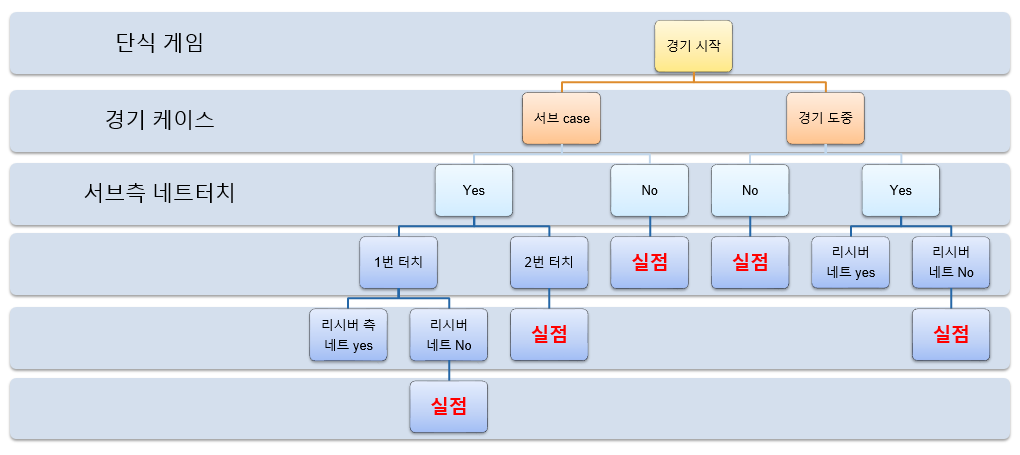 단식 게임
경기 시작
경기 케이스
서브 case
경기 도중
서브측 네트터치
Yes
No
No
Yes
1번 터치
2번 터치
실점
실점
리시버
네트 yes
리시버
네트 No
리시버 측
네트 yes
리시버
네트 No
실점
실점
실점